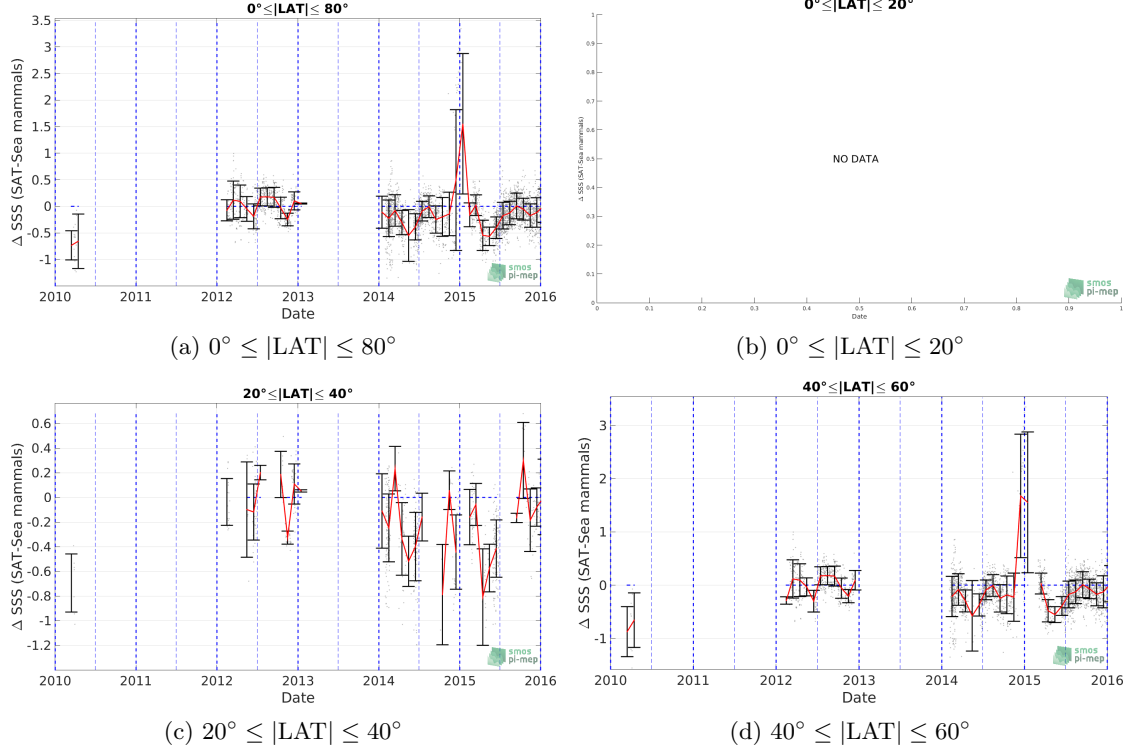 0°≤|LAT|≤ 80°
Δ SSS (SAT-Sea mammals)
3.5
3
2.5
2
1.5
1
0.5
0
-0.5
-1
2010 2011 2012 2013 2014 2015 2016
Date
smos
pi-mep
(a) 0° ≤ |LAT| ≤ 80°
0°≤|LAT|≤ 20°
Δ SSS (SAT-Sea mammals)
1
0.9
0.8
0.7
0.6
0.5
0.4
0.3
0.2
0.1
0
NO DATA
0 0.1 0.2 0.3 0.4 0.5 0.6 0.7 0.8 0.9 1
Date
smos
pi-mep
(b) 0° ≤ |LAT| ≤ 20°
20°≤|LAT|≤ 40°
Δ SSS (SAT-Sea mammals)
0.6
0.4
0.2
0
-0.2
-0.4
-0.6
-0.8
-1
-1.2
2010 2011 2012 2013 2014 2015 2016
Date
smos
pi-mep
(c) 20° ≤ |LAT| ≤ 40°
40°≤|LAT|≤ 60°
Δ SSS (SAT-Sea mammals)
3
2
1
0
-1
2010 2011 2012 2013 2014 2015 2016
Date
smos
pi-mep
(d) 40° ≤ |LAT| ≤ 60°